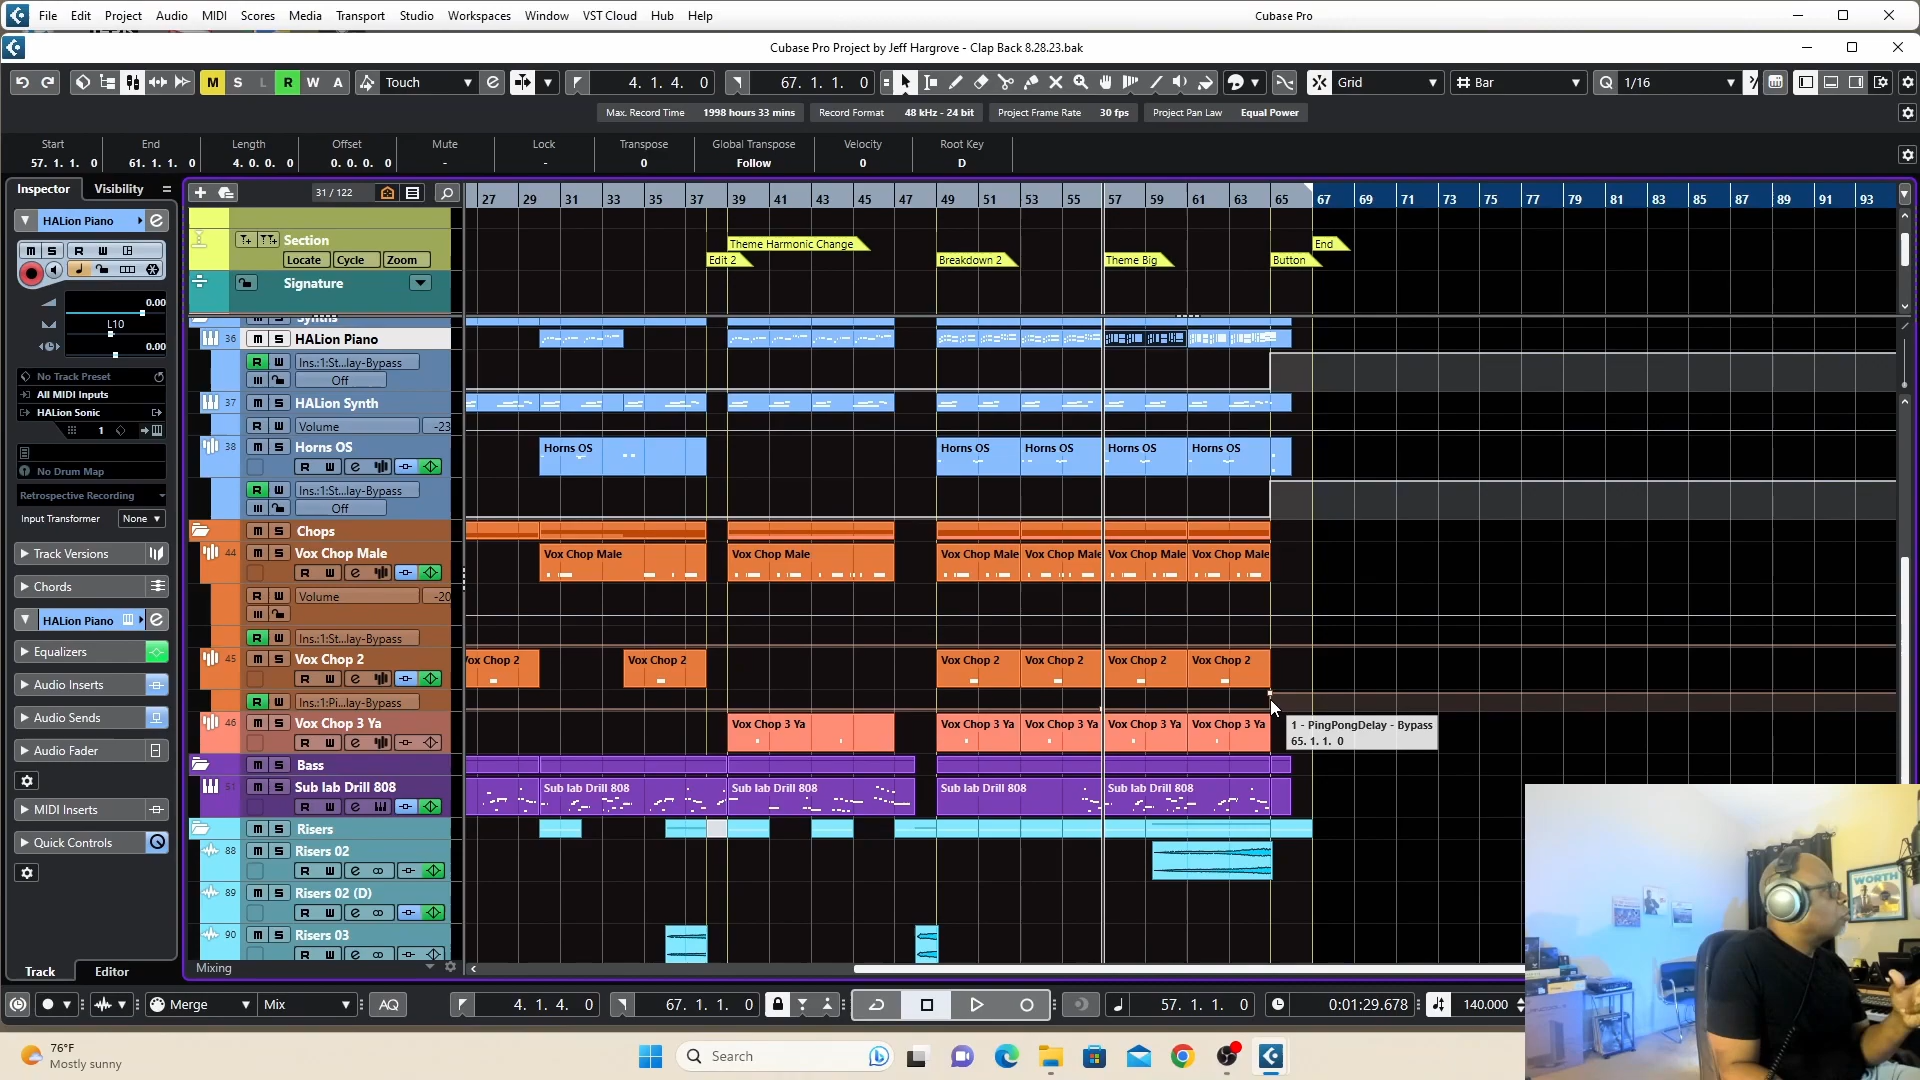 File Edit Project Audio MIDI Scores Media Transport Studio Workspaces Window VST Cloud Hub Help
Cubase Pro
Cubase Pro Project by Jeff Hargrove - Clap Back 8.28.23.bak
M S L R W A Touch 4. 1. 4. 0 67. 1. 1. 0 Grid Bar Q 1/16
Max. Record Time 1998 hours 33 mins Record Format 48 kHz - 24 bit Project Frame Rate 30 fps Project Pan Law Equal Power
Start End Length Offset Mute Lock Transpose Global Transpose Velocity Root Key
57. 1. 1. 0 61. 1. 1. 0 4. 0. 0. 0 0. 0. 0. 0 - - 0 Follow 0 D
Inspector Visibility
HALion Piano
M S R W
0.00
L10
0.00
No Track Preset
All MIDI Inputs
HALion Sonic
1
No Drum Map
Retrospective Recording
Input Transformer None
Track Versions
Chords
HALion Piano
Equalizers
Audio Inserts
Audio Sends
Audio Fader
MIDI Inserts
Quick Controls
Track Editor
31 / 122
27 29 31 33 35 37 39 41 43 45 47 49 51 53 55 57 59 61 63 65 67 69 71 73 75 77 79 81 83 85 87 89 91 93
Section
Locate Cycle Zoom
Theme Harmonic Change End
Edit 2 Breakdown 2 Theme Big Button
Signature
Synths
36 M S HALion Piano
R W Ins.:1:St...lay-Bypass
Off
37 M S HALion Synth
R W Volume -23
38 M S Horns OS
R W
Horns OS Horns OS Horns OS Horns OS Horns OS
R W Ins.:1:St...lay-Bypass
Off
M S Chops
44 M S Vox Chop Male
R W
Vox Chop Male Vox Chop Male Vox Chop Male Vox Chop Male Vox Chop Male Vox Chop Male
R W Volume -20
R W Ins.:1:St...lay-Bypass
45 M S Vox Chop 2
R W
Vox Chop 2 Vox Chop 2 Vox Chop 2 Vox Chop 2 Vox Chop 2 Vox Chop 2
R W Ins.:1:Pi...lay-Bypass
46 M S Vox Chop 3 Ya
R W
Vox Chop 3 Ya Vox Chop 3 Ya Vox Chop 3 Ya Vox Chop 3 Ya Vox Chop 3 Ya
1 - PingPongDelay - Bypass
65. 1. 1. 0
M S Bass
51 M S Sub lab Drill 808
R W
Sub lab Drill 808 Sub lab Drill 808 Sub lab Drill 808 Sub lab Drill 808
M S Risers
88 M S Risers 02
R W
89 M S Risers 02 (D)
R W
90 M S Risers 03
R W
Mixing
WORTH
Merge Mix AQ 4. 1. 4. 0 67. 1. 1. 0 57. 1. 1. 0 0:01:29.678 140.000
76°F
Mostly sunny
Search